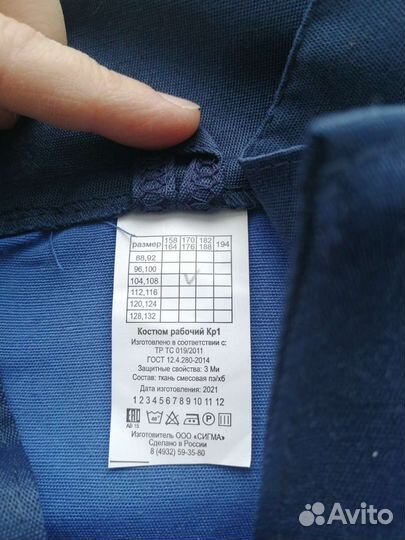 размер 158 164 170 176 182 188 194
88,92
96,100
104,108 V
112,116
120,124
128,132
Костюм рабочий Кр1
Изготовлено в соответствии с:
ТР ТС 019/2011
ГОСТ 12.4.280-2014
Защитные свойства: З Ми
Состав: ткань смесовая пэ/хб
Дата изготовления: 2021
1 2 3 4 5 6 7 8 9 10 11 12
EAC
АВ 15
P
Изготовитель ООО «СИГМА»
Сделано в России
8 (4932) 59-35-80
Avito